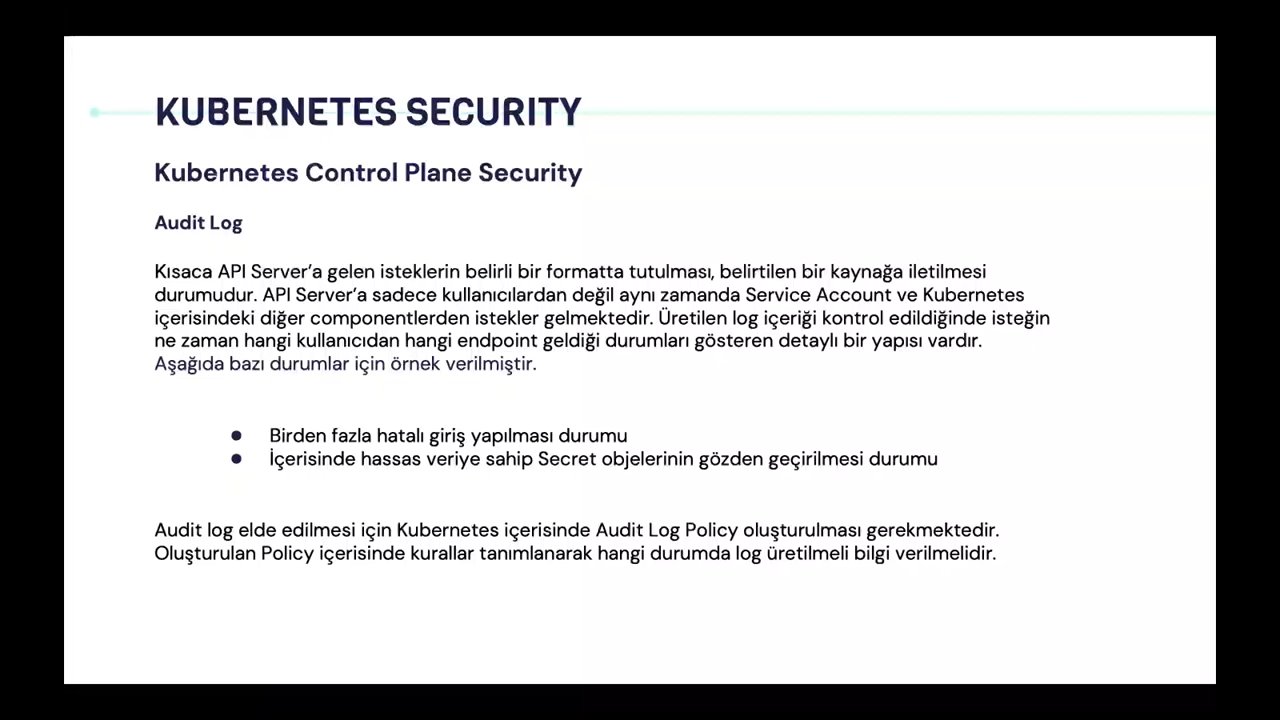 KUBERNETES SECURITY
Kubernetes Control Plane Security
Audit Log
Kısaca API Server’a gelen isteklerin belirli bir formatta tutulması, belirtilen bir kaynağa iletilmesi
durumudur. API Server’a sadece kullanıcılardan değil aynı zamanda Service Account ve Kubernetes
içerisindeki diğer componentlerden istekler gelmektedir. Üretilen log içeriği kontrol edildiğinde isteğin
ne zaman hangi kullanıcıdan hangi endpoint geldiği durumları gösteren detaylı bir yapısı vardır.
Aşağıda bazı durumlar için örnek verilmiştir.
● Birden fazla hatalı giriş yapılması durumu
● İçerisinde hassas veriye sahip Secret objelerinin gözden geçirilmesi durumu
Audit log elde edilmesi için Kubernetes içerisinde Audit Log Policy oluşturulması gerekmektedir.
Oluşturulan Policy içerisinde kurallar tanımlanarak hangi durumda log üretilmeli bilgi verilmelidir.